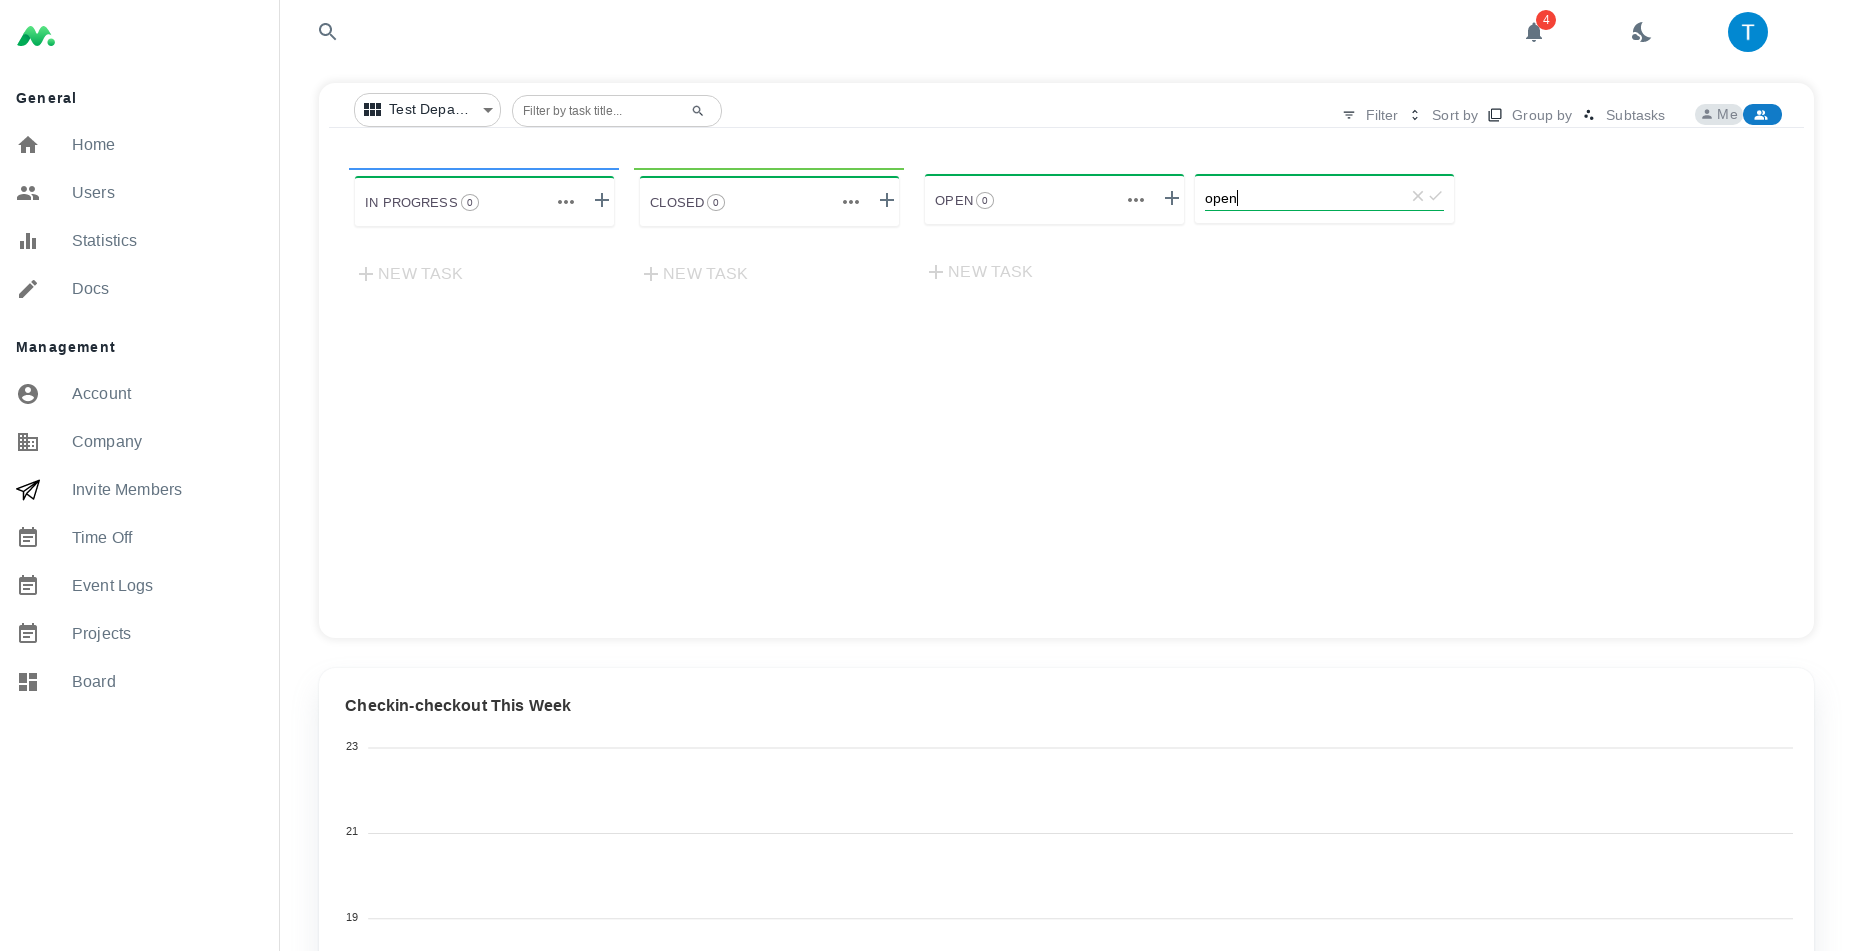 4
T
General
Home
Users
Statistics
Docs
Management
Account
Company
Invite Members
Time Off
Event Logs
Projects
Board
Test Depa...
Filter by task title...
Filter
Sort by
Group by
Subtasks
Me
IN PROGRESS 0
CLOSED 0
OPEN 0
open
NEW TASK
NEW TASK
NEW TASK
Checkin-checkout This Week
23
21
19